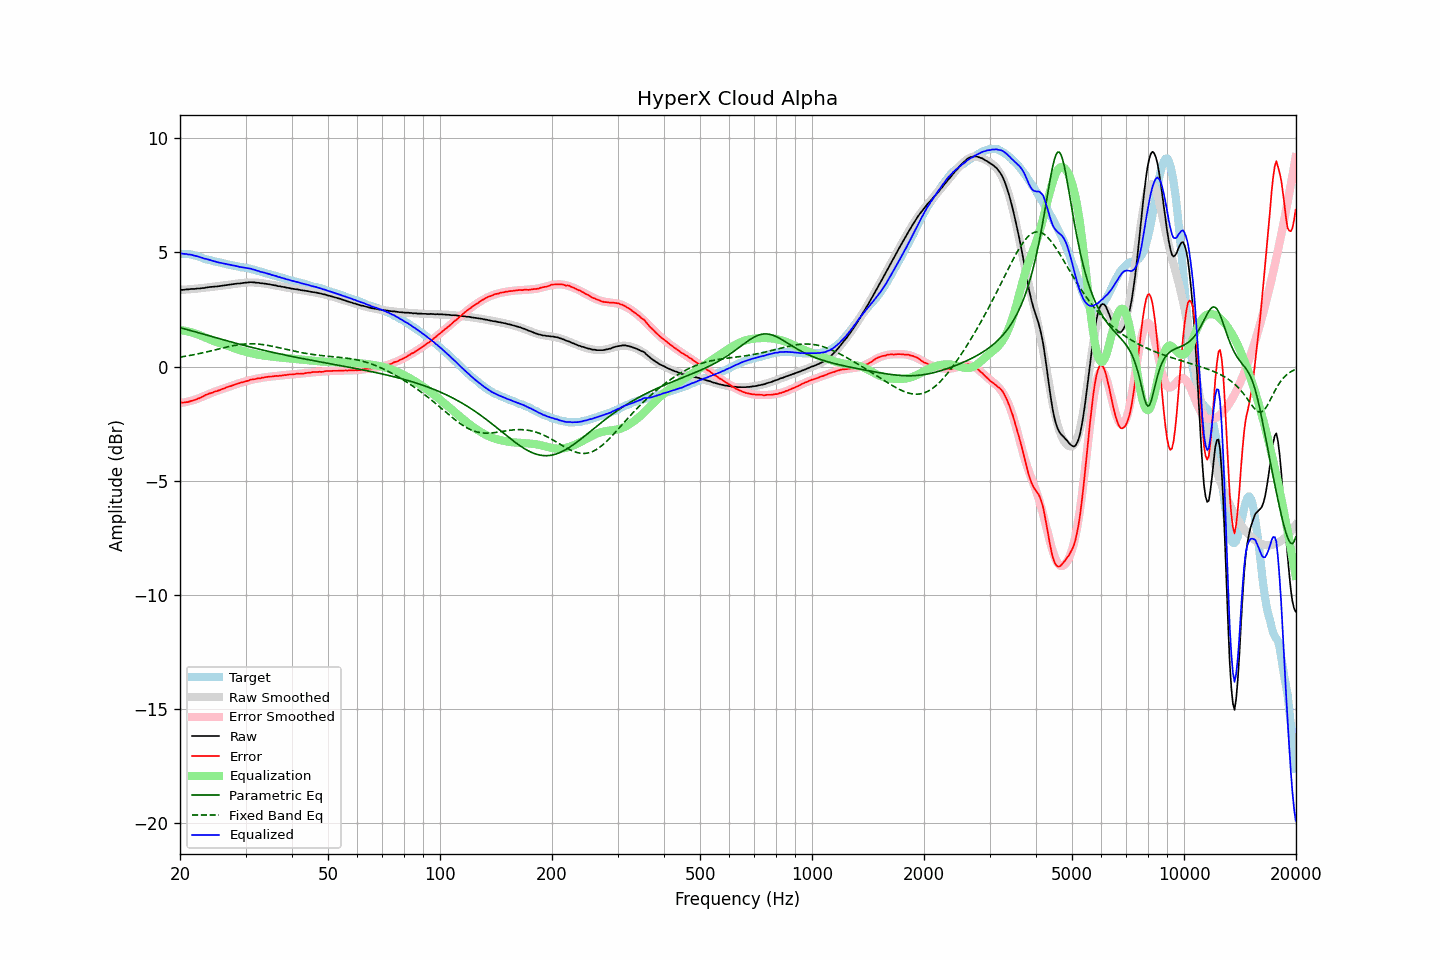 HyperX Cloud Alpha
Amplitude (dBr)
10
5
0
−5
−10
−15
−20
Target
Raw Smoothed
Error Smoothed
Raw
Error
Equalization
Parametric Eq
Fixed Band Eq
Equalized
20 50 100 200 500 1000 2000 5000 10000 20000
Frequency (Hz)